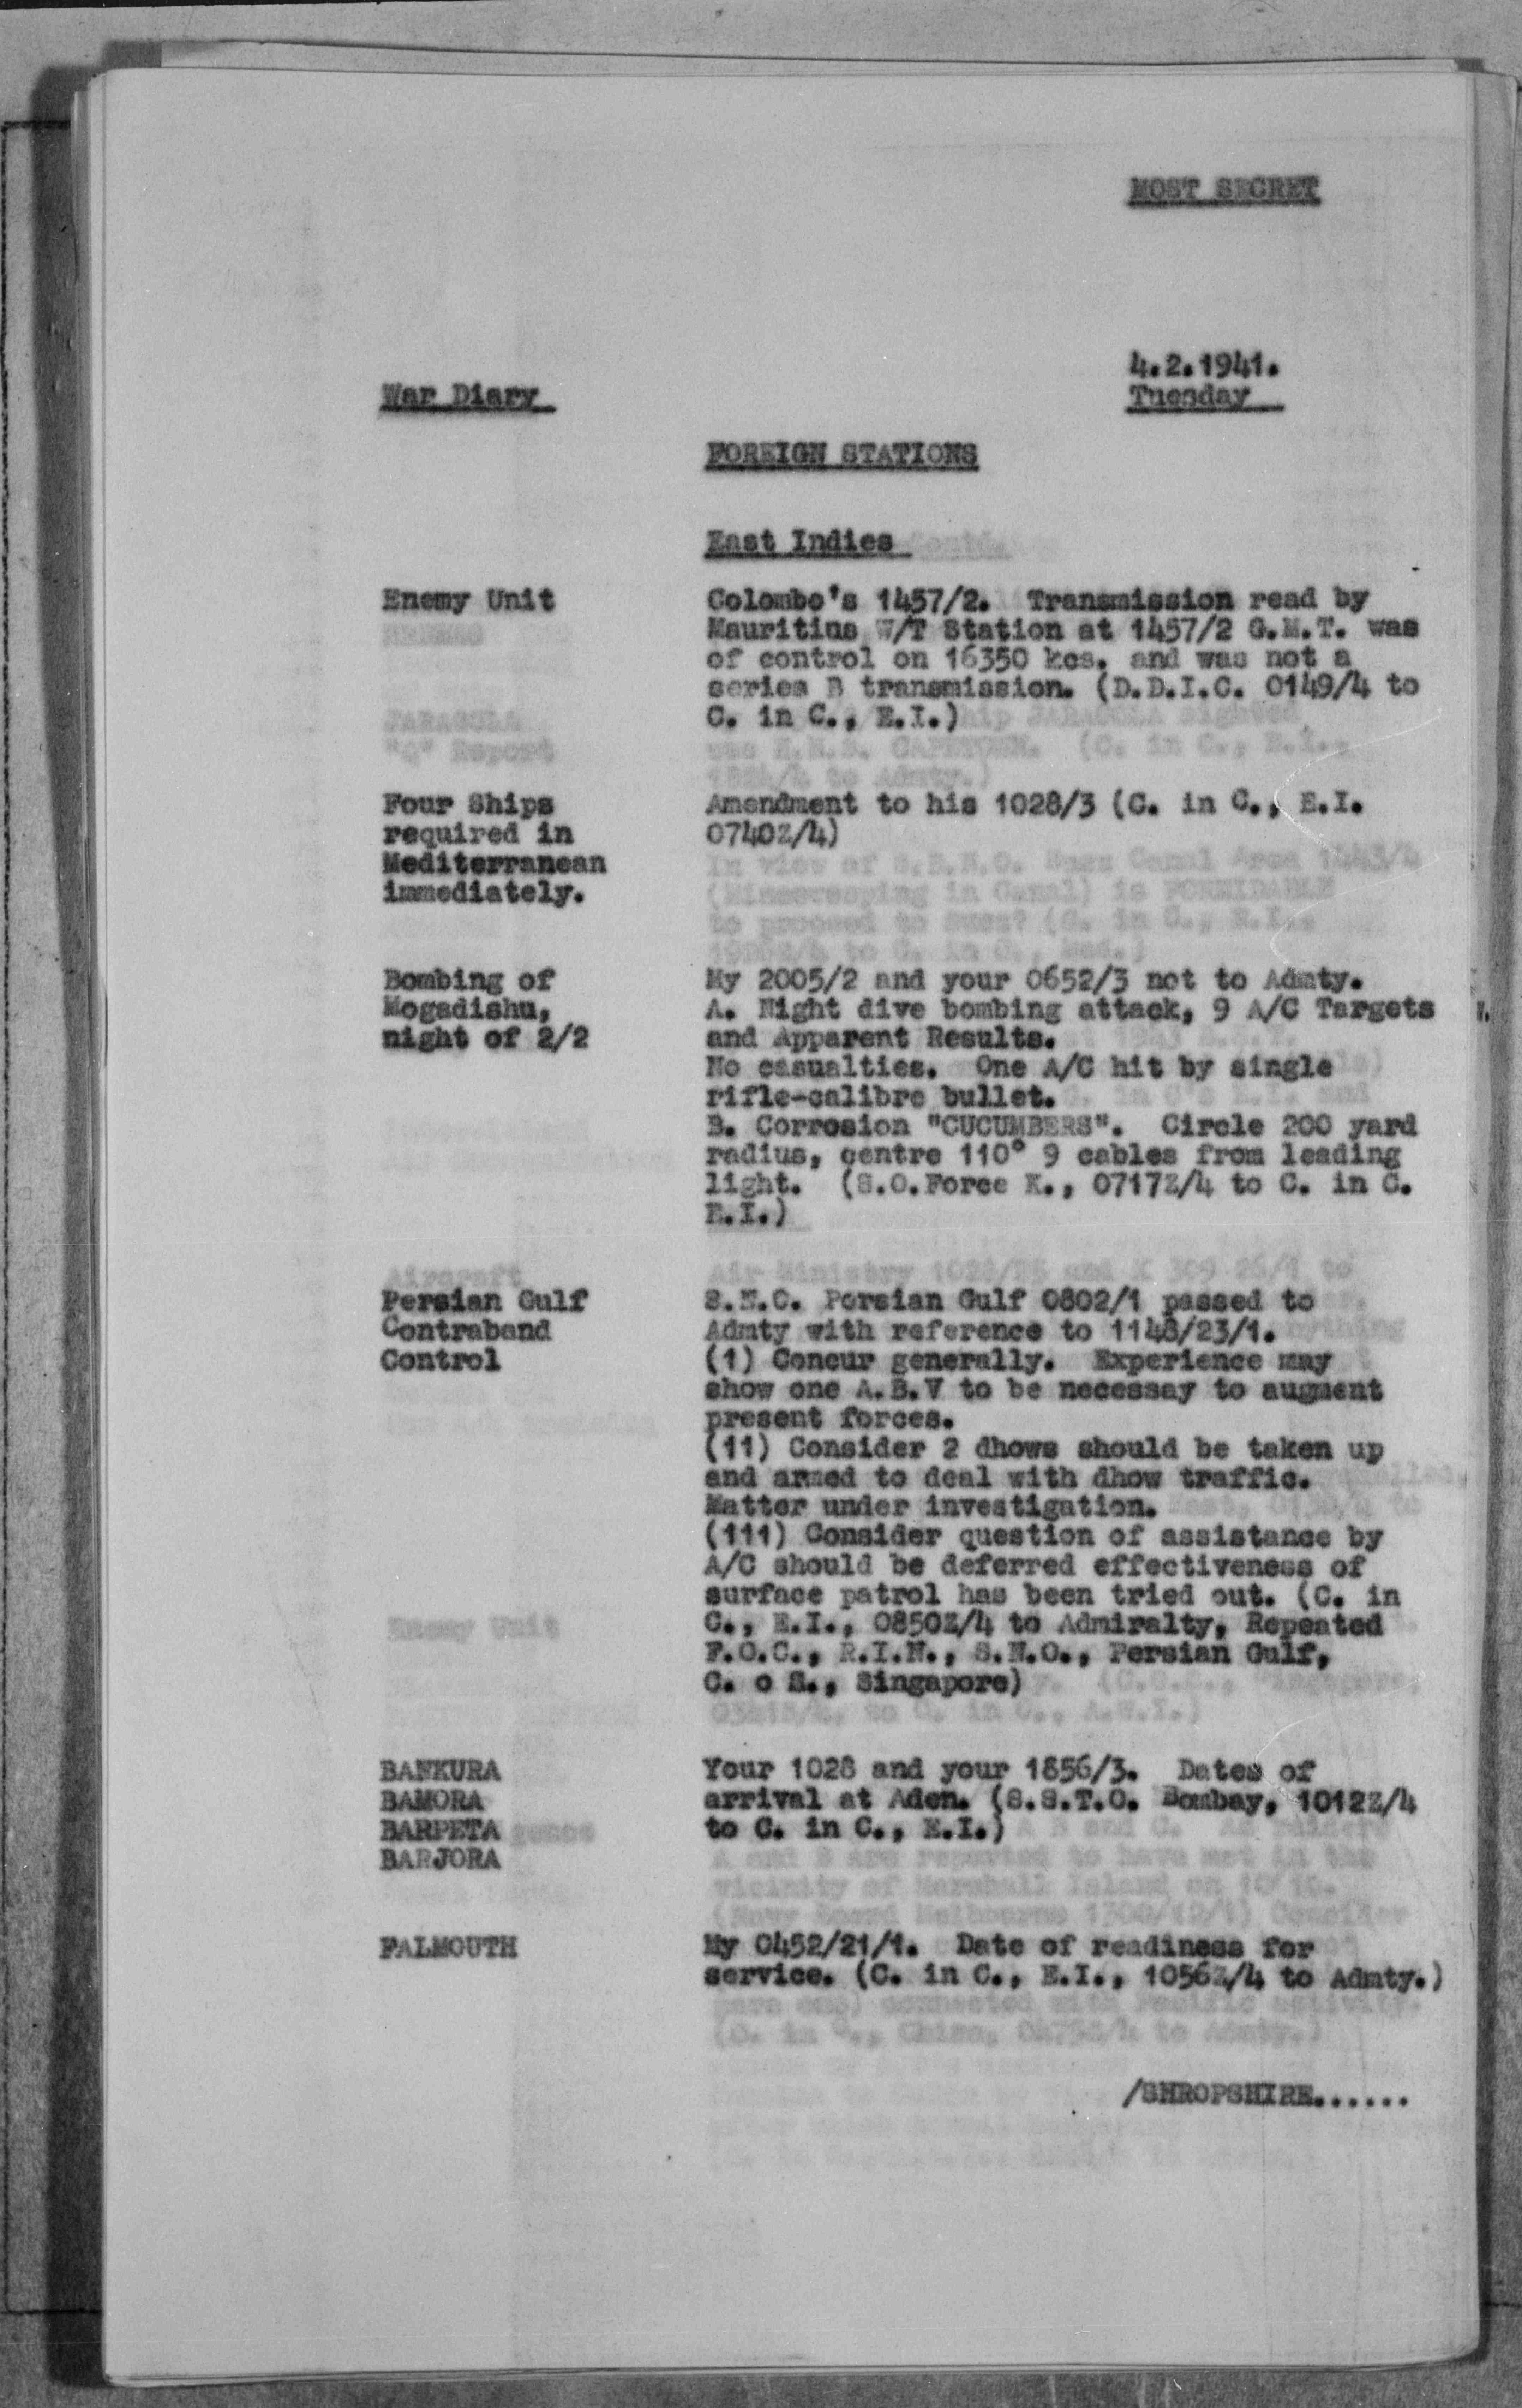 MOST SECRET
4.2.1941.
War Diary
Tuesday
FOREIGN STATIONS
East Indies
Enemy Unit
Colombo's 1457/2. Transmission read by
Mauritius W/T Station at 1457/2 G.M.T. was
of control on 16350 kcs. and was not a
series B transmission. (D.D.I.C. 0149/4 to
C. in C., E.I.)
Four Ships
required in
Mediterranean
immediately.
Amendment to his 1028/3 (C. in C., E.I.
0740Z/4)
Bombing of
Mogadishu,
night of 2/2
My 2005/2 and your 0652/3 not to Admty.
A. Night dive bombing attack, 9 A/C Targets
and Apparent Results.
No casualties. One A/C hit by single
rifle-calibre bullet.
B. Corrosion "CUCUMBERS". Circle 200 yard
radius, centre 110° 9 cables from leading
light. (S.O.Force K., 0717Z/4 to C. in C.
E.I.)
Persian Gulf
Contraband
Control
S.N.O. Persian Gulf 0802/1 passed to
Admty with reference to 1148/23/1.
(1) Concur generally. Experience may
show one A.B.V to be necessay to augment
present forces.
(11) Consider 2 dhows should be taken up
and armed to deal with dhow traffic.
Matter under investigation.
(111) Consider question of assistance by
A/C should be deferred effectiveness of
surface patrol has been tried out. (C. in
C., E.I., 0850Z/4 to Admiralty, Repeated
F.O.C., R.I.N., S.N.O., Persian Gulf,
C. o S., Singapore)
BANKURA
BAMORA
BARPETA
BARJORA
Your 1028 and your 1856/3. Dates of
arrival at Aden. (S.S.T.O. Bombay, 1012Z/4
to C. in C., E.I.)
FALMOUTH
My 0452/21/1. Date of readiness for
service. (C. in C., E.I., 1056Z/4 to Admty.)
/SHROPSHIRE......